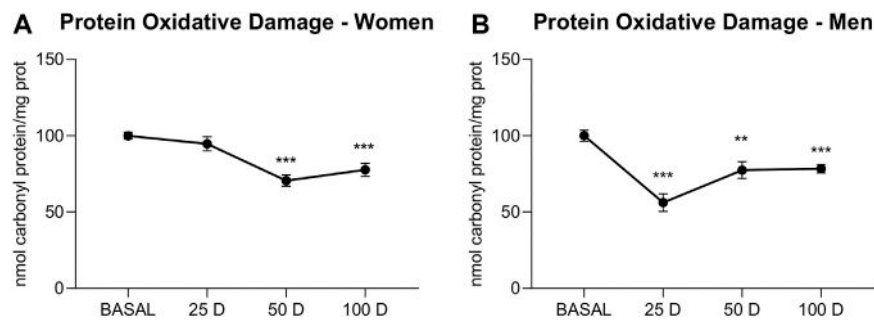 A Protein Oxidative Damage - Women
nmol carbonyl protein/mg prot
150
100
50
0
***
***
BASAL 25 D 50 D 100 D
B Protein Oxidative Damage - Men
nmol carbonyl protein/mg prot
150
100
50
0
***
**
***
BASAL 25 D 50 D 100 D